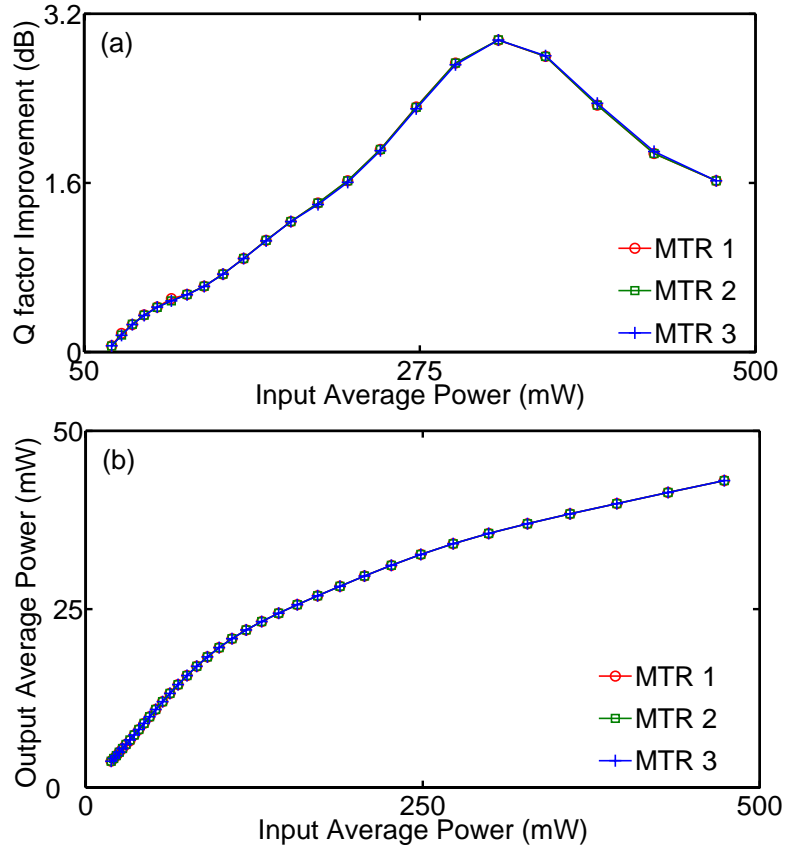 (a)
3.2
1.6
0
Q factor Improvement (dB)
MTR 1
MTR 2
MTR 3
50
275
500
Input Average Power (mW)
(b)
50
25
0
Output Average Power (mW)
MTR 1
MTR 2
MTR 3
0
250
500
Input Average Power (mW)